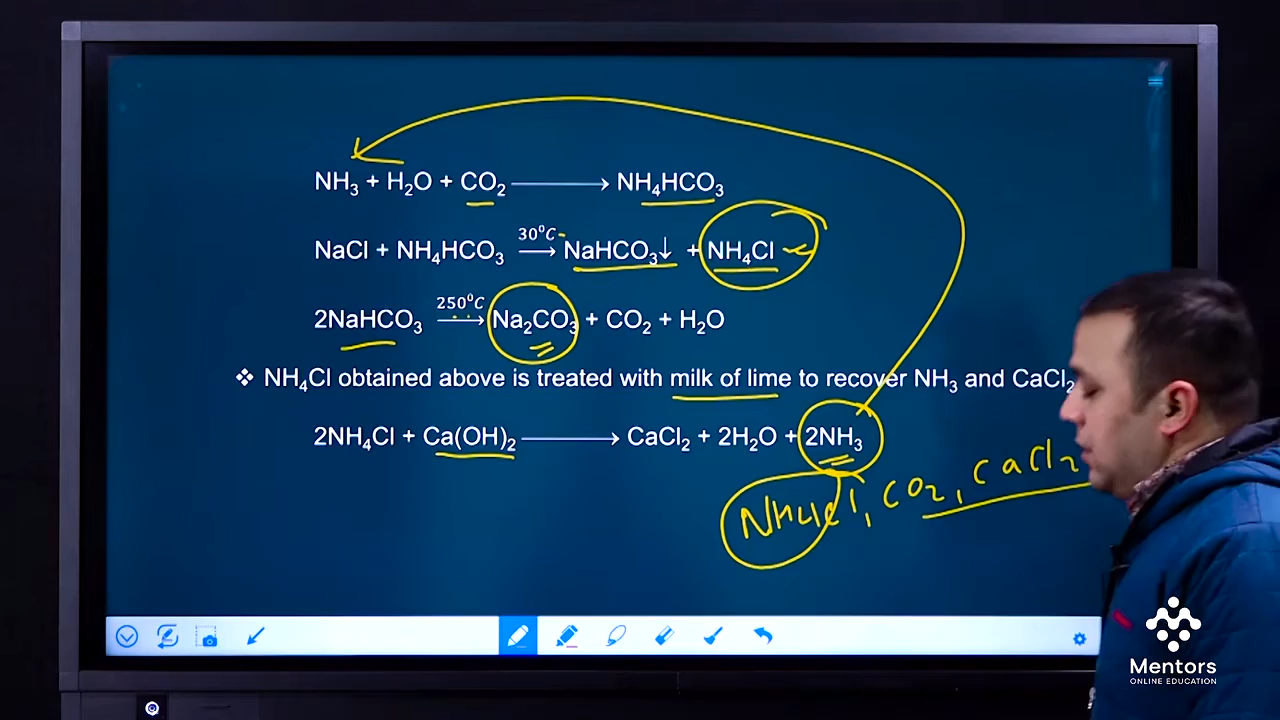 NH₃ + H₂O + CO₂ ⟶ NH₄HCO₃
NaCl + NH₄HCO₃ 30⁰C ⟶ NaHCO₃↓ + NH₄Cl
2NaHCO₃ 250⁰C ⟶ Na₂CO₃ + CO₂ + H₂O
❖ NH₄Cl obtained above is treated with milk of lime to recover NH₃ and CaCl₂
2NH₄Cl + Ca(OH)₂ ⟶ CaCl₂ + 2H₂O + 2NH₃
NH4Cl, CO2, CaCl2
Mentors
ONLINE EDUCATION